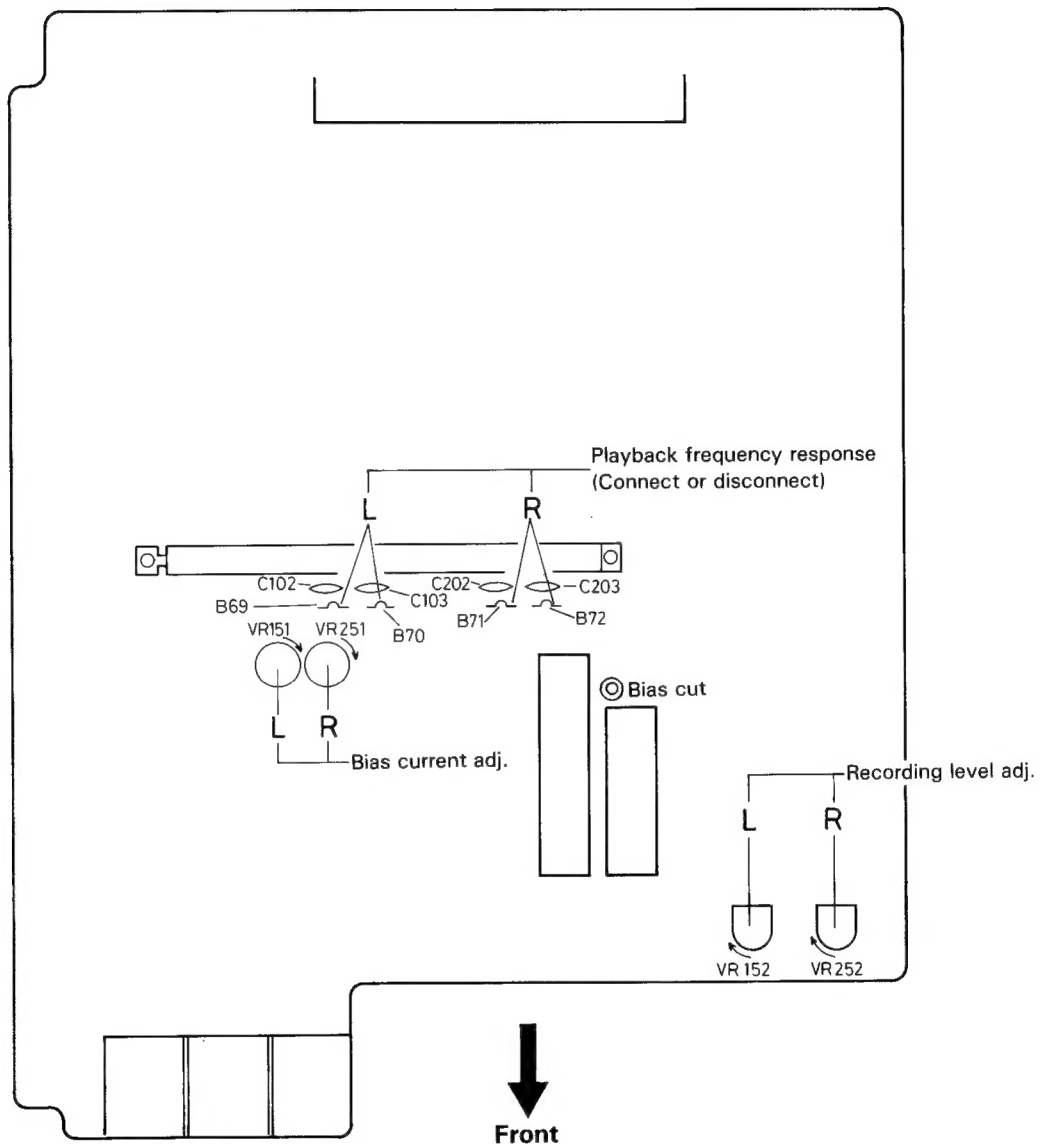 Playback frequency response
(Connect or disconnect)
L R
C102 C103 C202 C203
B69 B70 B71 B72
VR151 VR251
Bias cut
L R
Bias current adj.
Recording level adj.
L R
VR 152 VR 252
Front